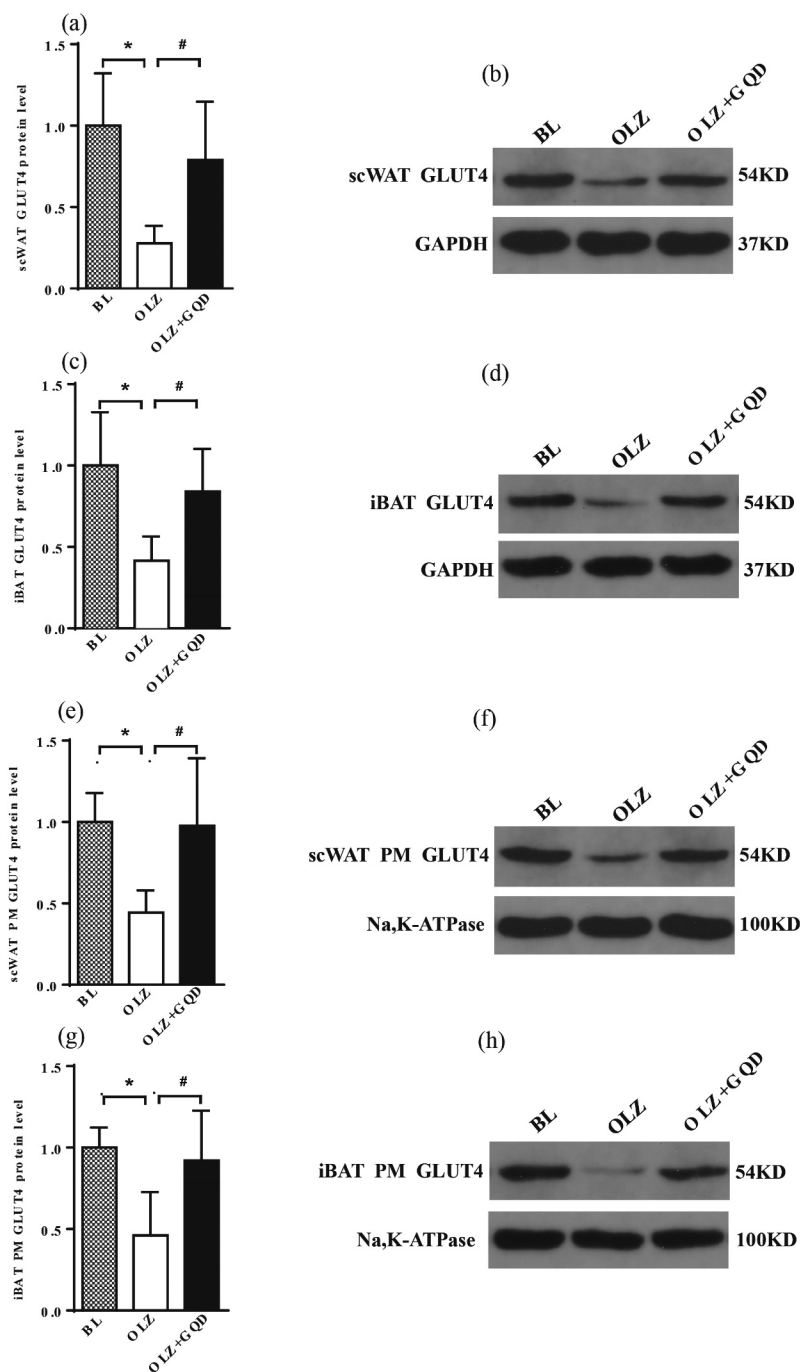 (a)
1.5
* #
1.0
0.5
0.0
scWAT GLUT4 protein level
BL OLZ OLZ+GQD
(b)
BL OLZ OLZ+GQD
scWAT GLUT4 54KD
GAPDH 37KD
(c)
1.5
* #
1.0
0.5
0.0
iBAT GLUT4 protein level
BL OLZ OLZ+GQD
(d)
BL OLZ OLZ+GQD
iBAT GLUT4 54KD
GAPDH 37KD
(e)
1.5
* #
1.0
0.5
0.0
scWAT PM GLUT4 protein level
BL OLZ OLZ+GQD
(f)
BL OLZ OLZ+GQD
scWAT PM GLUT4 54KD
Na,K-ATPase 100KD
(g)
1.5
* #
1.0
0.5
0.0
iBAT PM GLUT4 protein level
BL OLZ OLZ+GQD
(h)
BL OLZ OLZ+GQD
iBAT PM GLUT4 54KD
Na,K-ATPase 100KD